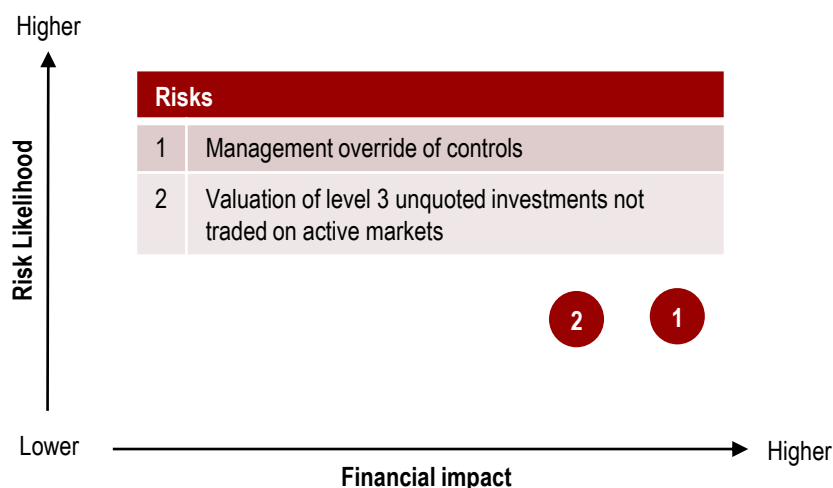 Higher
Risk Likelihood
Risks
1 Management override of controls
2 Valuation of level 3 unquoted investments not
traded on active markets
2 1
Lower
Higher
Financial impact